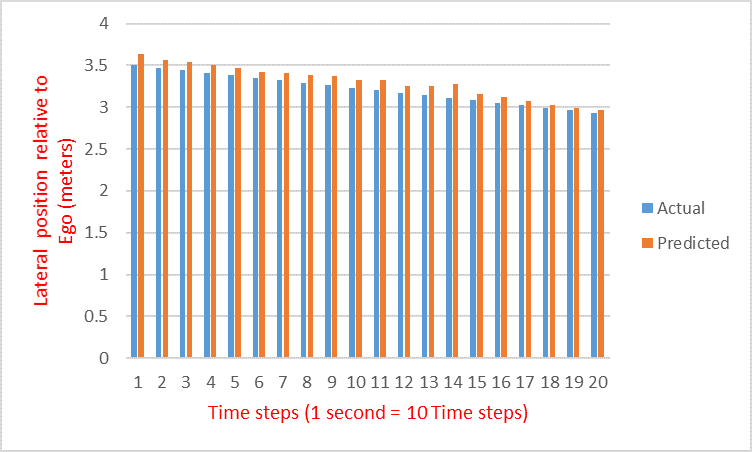 4
3.5
3
2.5
2
1.5
1
0.5
0
Lateral position relative to
Ego (meters)
1 2 3 4 5 6 7 8 9 10 11 12 13 14 15 16 17 18 19 20
Time steps (1 second = 10 Time steps)
Actual
Predicted